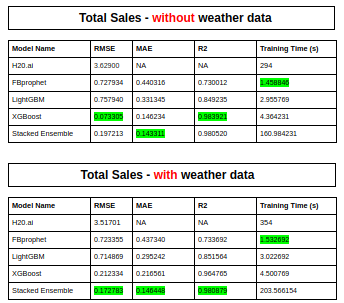 Total Sales - without weather data
Model Name RMSE MAE R2 Training Time (s)
H20.ai 3.62900 NA NA 294
FBprophet 0.727934 0.440316 0.730012 1.458846
LightGBM 0.757940 0.331345 0.849235 2.955769
XGBoost 0.073305 0.146234 0.983921 4.364231
Stacked Ensemble 0.197213 0.143311 0.980520 160.984231
Total Sales - with weather data
Model Name RMSE MAE R2 Training Time (s)
H20.ai 3.51701 NA NA 354
FBprophet 0.723355 0.437340 0.733692 1.532692
LightGBM 0.714869 0.295242 0.851564 3.022692
XGBoost 0.212334 0.216561 0.964765 4.500769
Stacked Ensemble 0.172783 0.146448 0.980879 203.566154